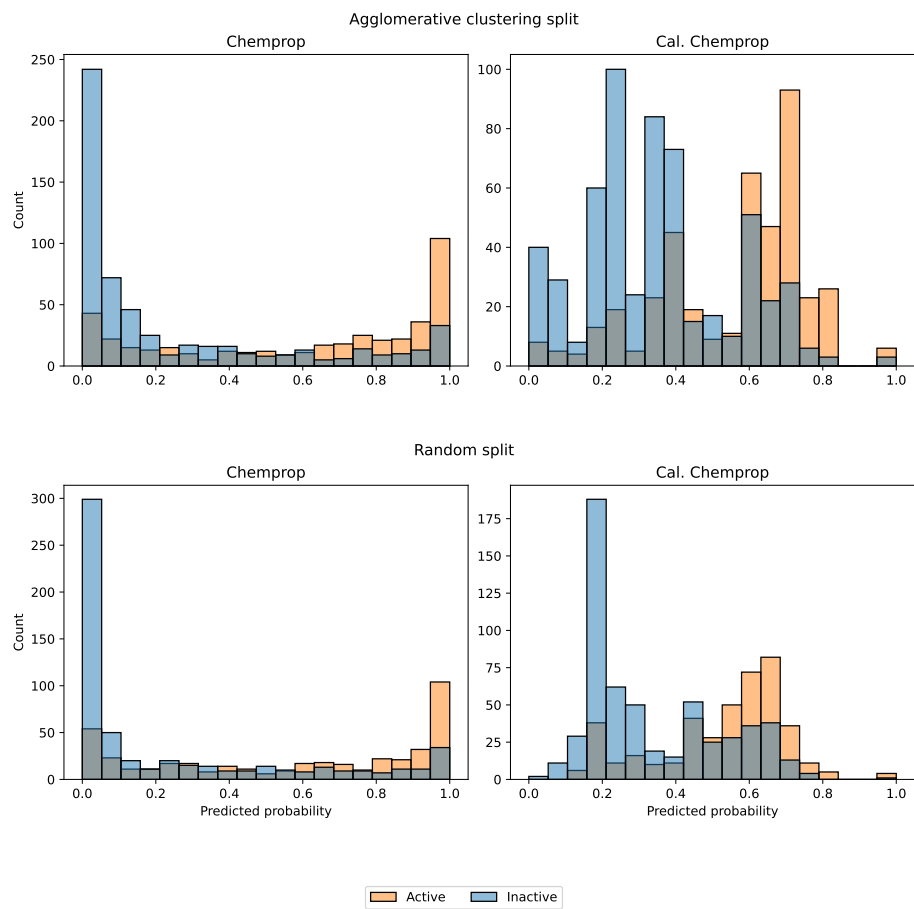 Agglomerative clustering split
Chemprop Cal. Chemprop
250
200
150
100
50
0
Count
0.0 0.2 0.4 0.6 0.8 1.0
100
80
60
40
20
0
0.0 0.2 0.4 0.6 0.8 1.0
Random split
Chemprop Cal. Chemprop
300
250
200
150
100
50
0
Count
0.0 0.2 0.4 0.6 0.8 1.0
Predicted probability
175
150
125
100
75
50
25
0
0.0 0.2 0.4 0.6 0.8 1.0
Predicted probability
Active Inactive